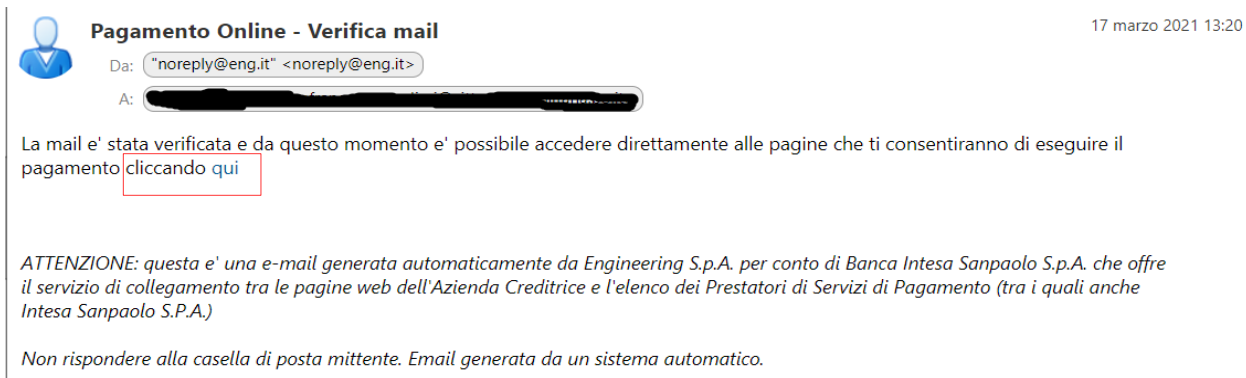 Pagamento Online - Verifica mail
17 marzo 2021 13:20
Da: "noreply@eng.it" <noreply@eng.it>
A:
La mail e' stata verificata e da questo momento e' possibile accedere direttamente alle pagine che ti consentiranno di eseguire il
pagamento cliccando qui
ATTENZIONE: questa e' una e-mail generata automaticamente da Engineering S.p.A. per conto di Banca Intesa Sanpaolo S.p.A. che offre
il servizio di collegamento tra le pagine web dell'Azienda Creditrice e l'elenco dei Prestatori di Servizi di Pagamento (tra i quali anche
Intesa Sanpaolo S.P.A.)
Non rispondere alla casella di posta mittente. Email generata da un sistema automatico.